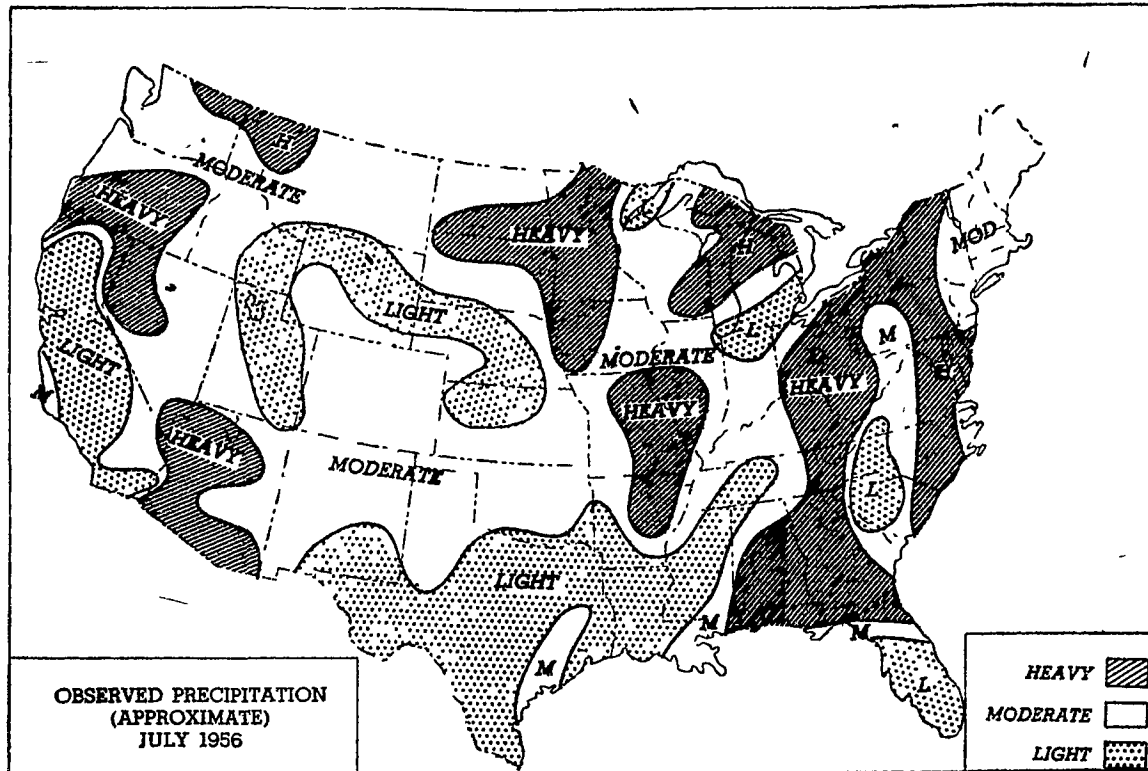 H
MODERATE
HEAVY
HEAVY
H
MOD
LIGHT
LIGHT
L
M
MODERATE
M
HEAVY
H
HEAVY
HEAVY
MODERATE
L
LIGHT
M
M
M
L
OBSERVED PRECIPITATION
(APPROXIMATE)
JULY 1956
HEAVY
MODERATE
LIGHT